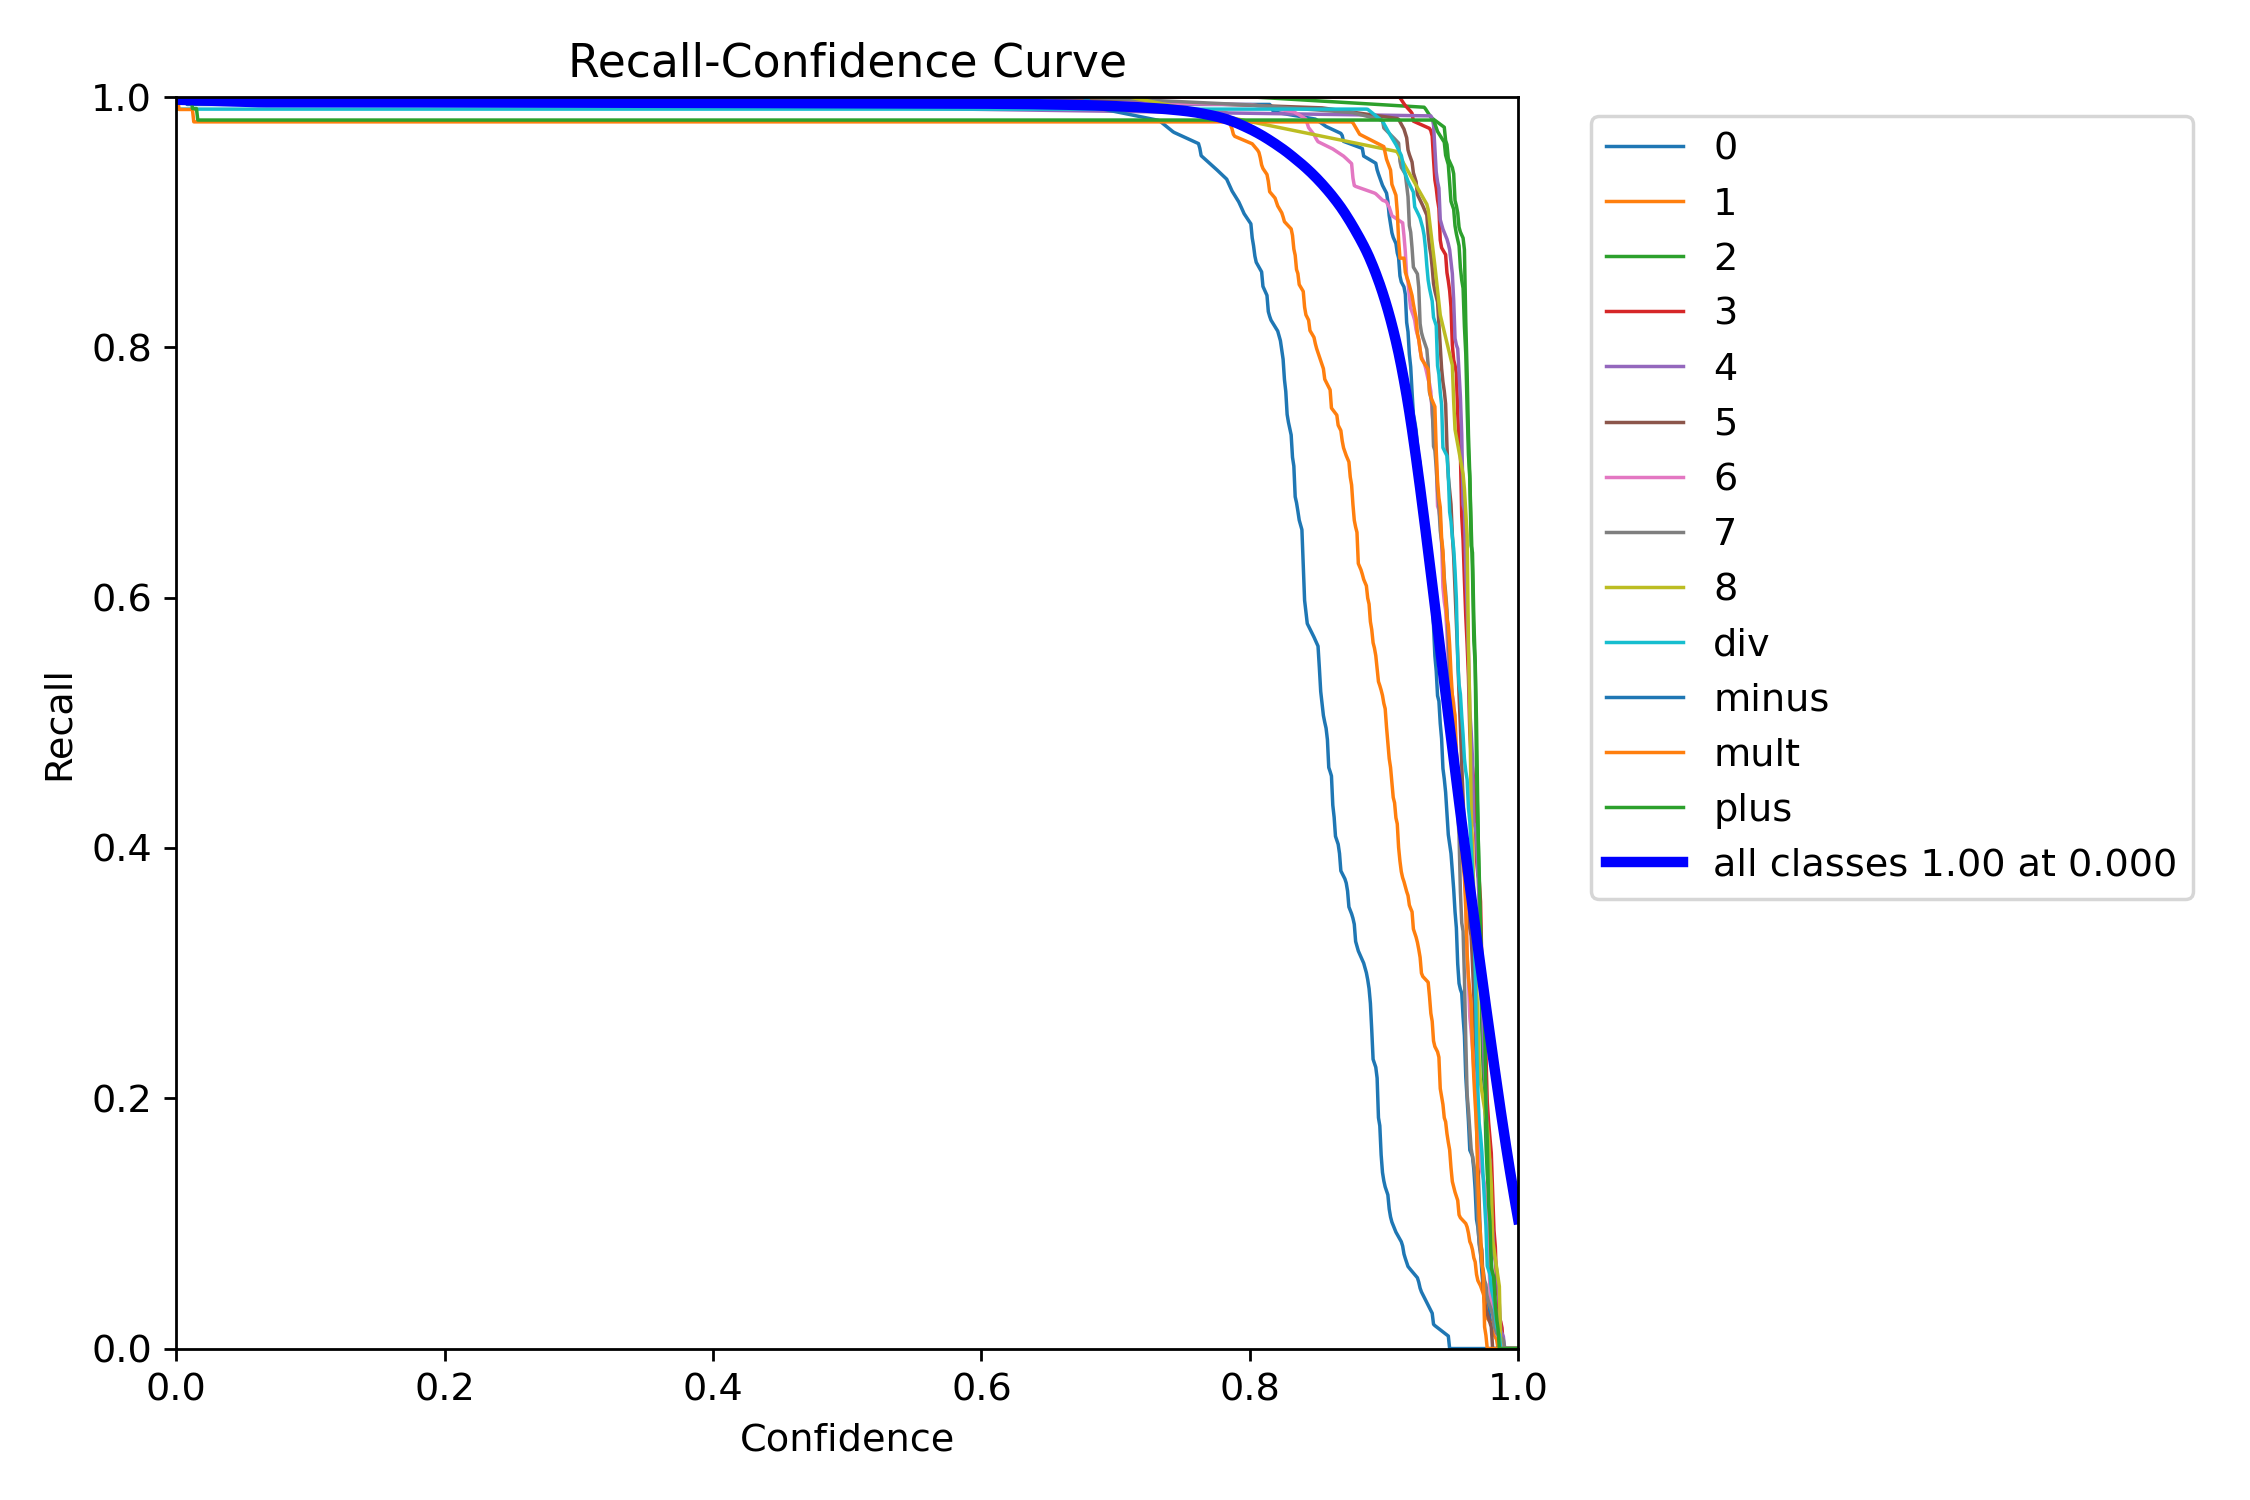 Recall-Confidence Curve
1.0
0.8
0.6
0.4
0.2
0.0
Recall
0.0 0.2 0.4 0.6 0.8 1.0
Confidence
0
1
2
3
4
5
6
7
8
div
minus
mult
plus
all classes 1.00 at 0.000